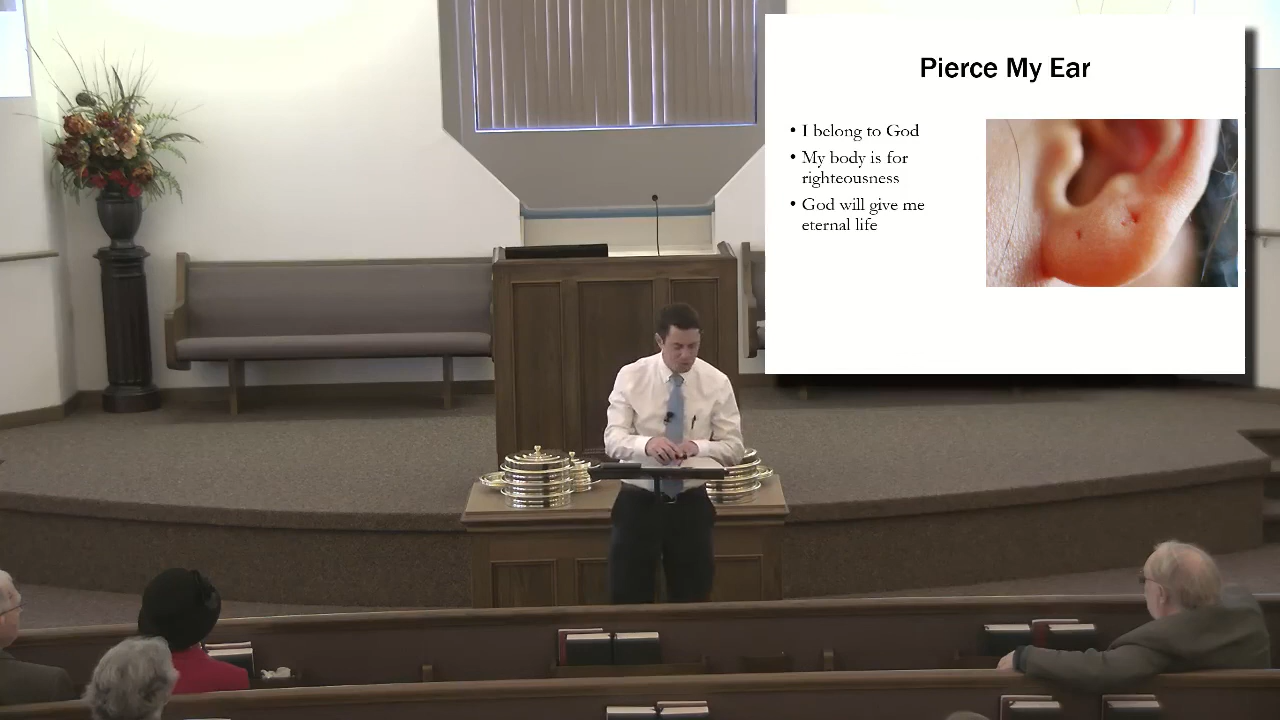 Pierce My Ear
• I belong to God
• My body is for
righteousness
• God will give me
eternal life